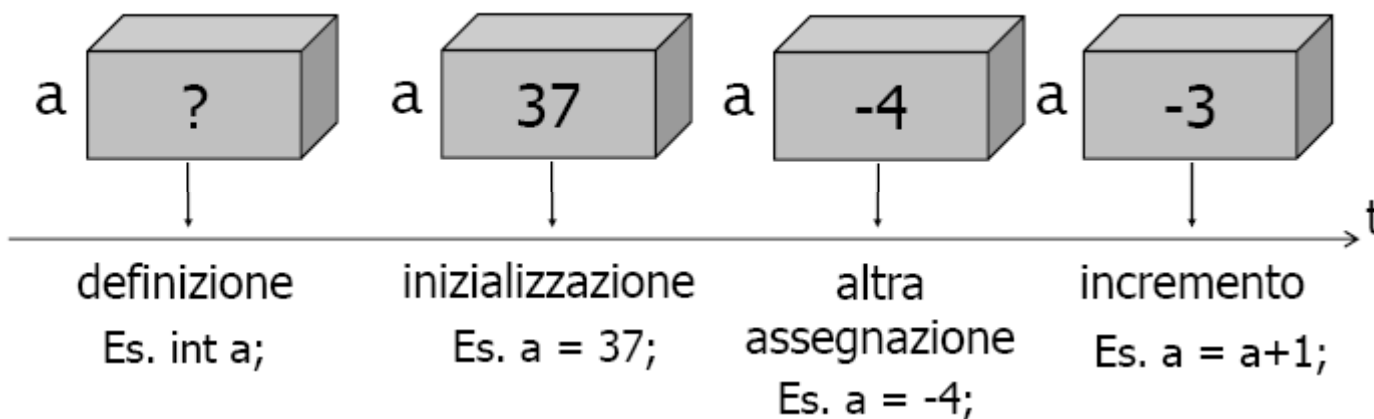 a ?
a 37
a -4
a -3
t
definizione
Es. int a;
inizializzazione
Es. a = 37;
altra
assegnazione
Es. a = -4;
incremento
Es. a = a+1;